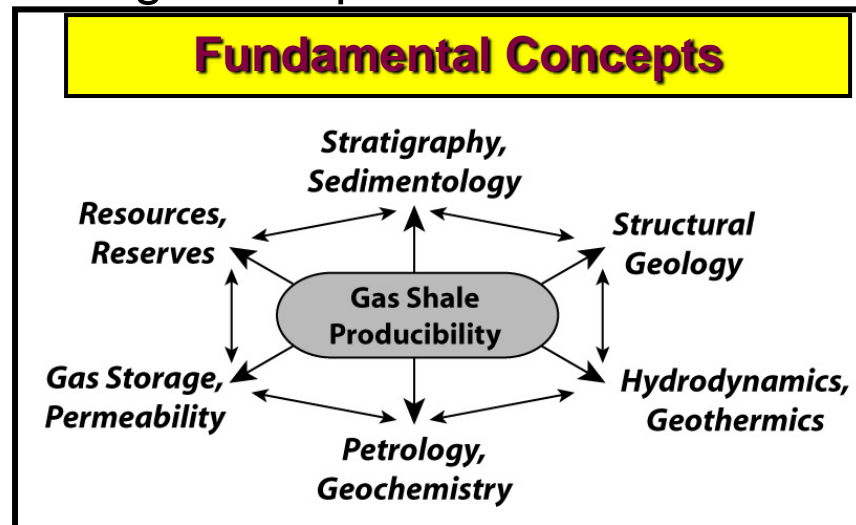 Fundamental Concepts
Stratigraphy,
Sedimentology
Resources,
Reserves
Structural
Geology
Gas Shale
Producibility
Gas Storage,
Permeability
Hydrodynamics,
Geothermics
Petrology,
Geochemistry